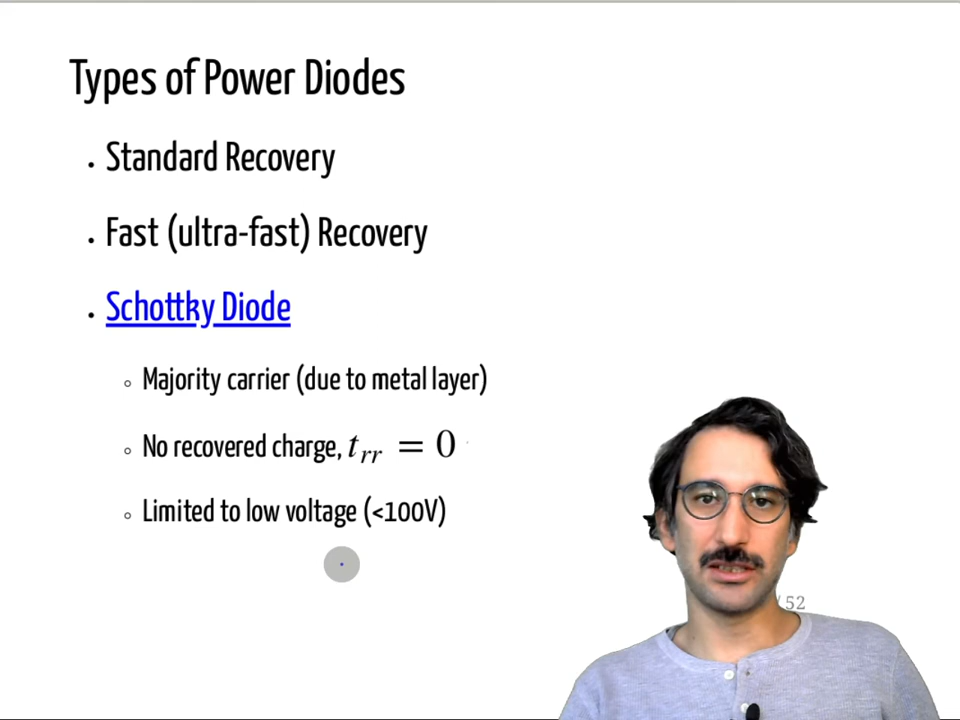 Types of Power Diodes
• Standard Recovery
• Fast (ultra-fast) Recovery
• Schottky Diode
◦ Majority carrier (due to metal layer)
◦ No recovered charge, t_rr = 0
◦ Limited to low voltage (<100V)
/ 52